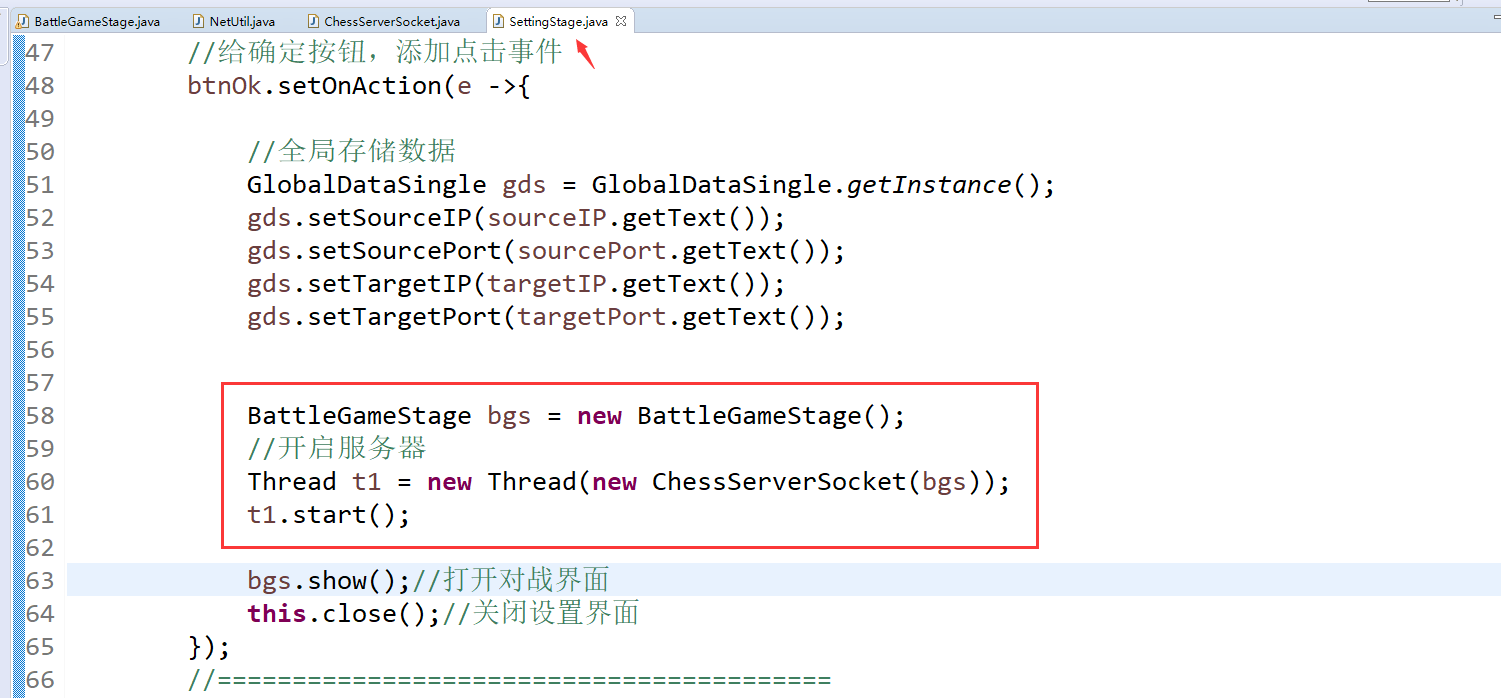 BattleGameStage.java NetUtil.java ChessServerSocket.java SettingStage.java
47 //给确定按钮，添加点击事件
48 btnOk.setOnAction(e ->{
49
50 //全局存储数据
51 GlobalDataSingle gds = GlobalDataSingle.getInstance();
52 gds.setSourceIP(sourceIP.getText());
53 gds.setSourcePort(sourcePort.getText());
54 gds.setTargetIP(targetIP.getText());
55 gds.setTargetPort(targetPort.getText());
56
57
58 BattleGameStage bgs = new BattleGameStage();
59 //开启服务器
60 Thread t1 = new Thread(new ChessServerSocket(bgs));
61 t1.start();
62
63 bgs.show();//打开对战界面
64 this.close();//关闭设置界面
65 });
66 //=========================================